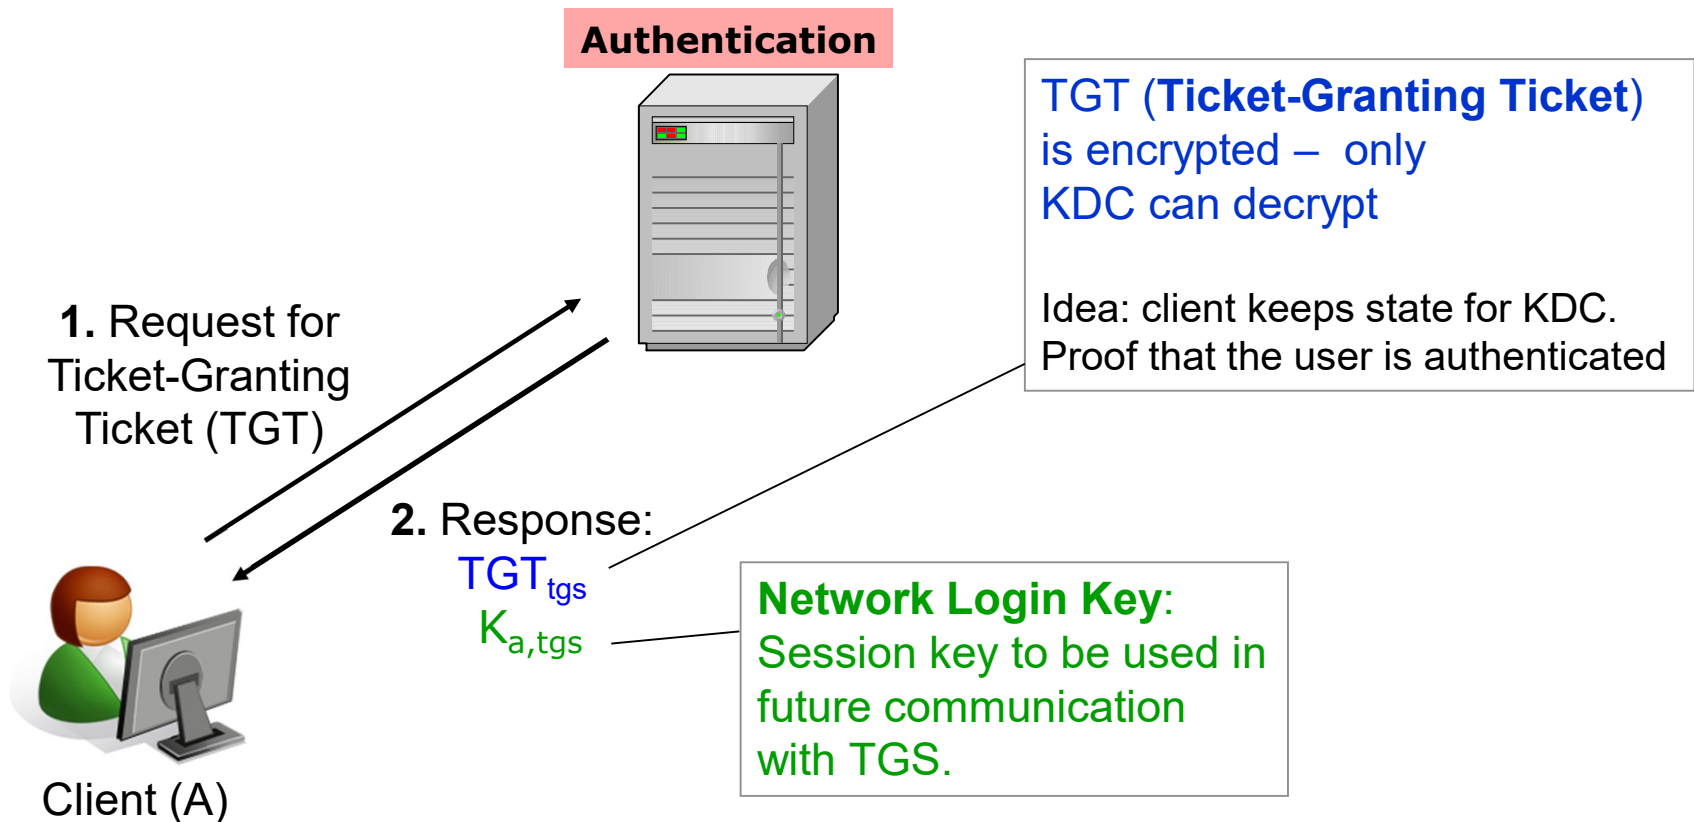 Authentication
TGT (Ticket-Granting Ticket)
is encrypted – only
KDC can decrypt
Idea: client keeps state for KDC.
Proof that the user is authenticated
1. Request for
Ticket-Granting
Ticket (TGT)
2. Response:
TGTtgs
Ka,tgs
Network Login Key:
Session key to be used in
future communication
with TGS.
Client (A)